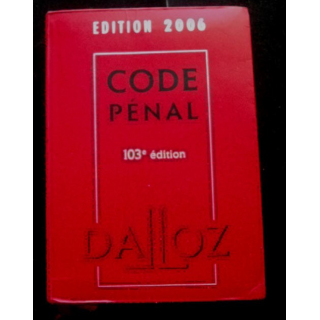 EDITION 2006
CODE
PÉNAL
103e édition
DALLOZ